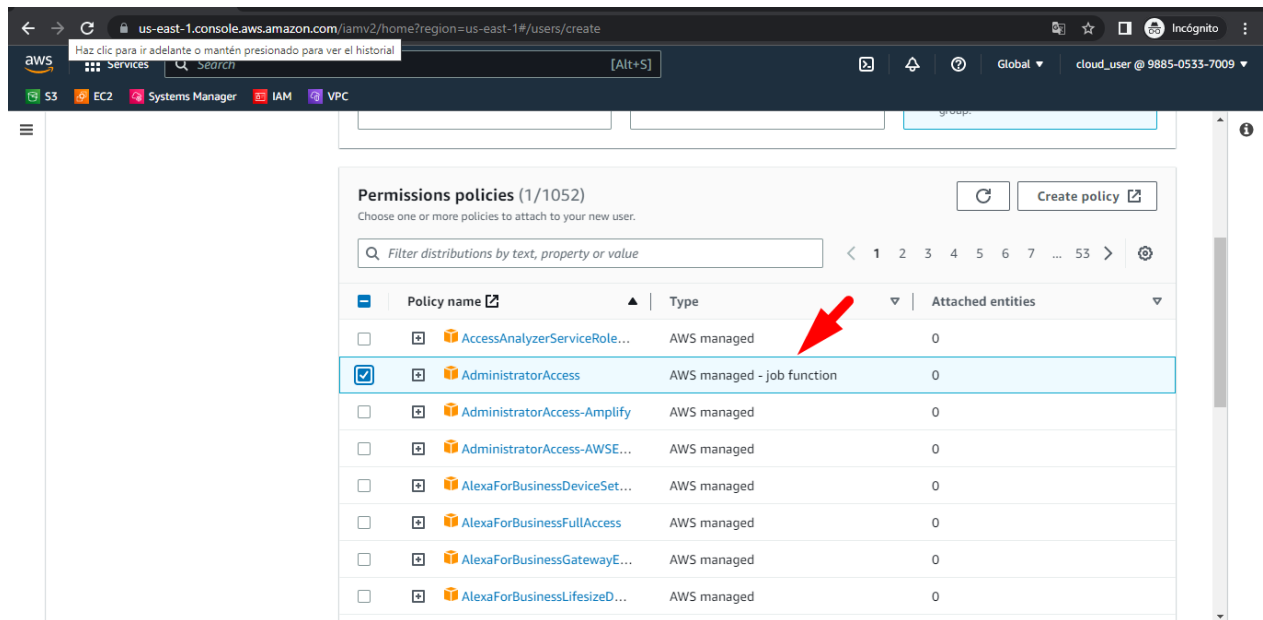 us-east-1.console.aws.amazon.com/iamv2/home?region=us-east-1#/users/create
Incógnito
Haz clic para ir adelante o mantén presionado para ver el historial
aws
Services
Search
[Alt+S]
Global
cloud_user @ 9885-0533-7009
S3
EC2
Systems Manager
IAM
VPC
group.
Permissions policies (1/1052)
Choose one or more policies to attach to your new user.
Create policy
Filter distributions by text, property or value
1 2 3 4 5 6 7 ... 53
Policy name Type Attached entities
AccessAnalyzerServiceRole... AWS managed 0
AdministratorAccess AWS managed - job function 0
AdministratorAccess-Amplify AWS managed 0
AdministratorAccess-AWSE... AWS managed 0
AlexaForBusinessDeviceSet... AWS managed 0
AlexaForBusinessFullAccess AWS managed 0
AlexaForBusinessGatewayE... AWS managed 0
AlexaForBusinessLifesizeD... AWS managed 0